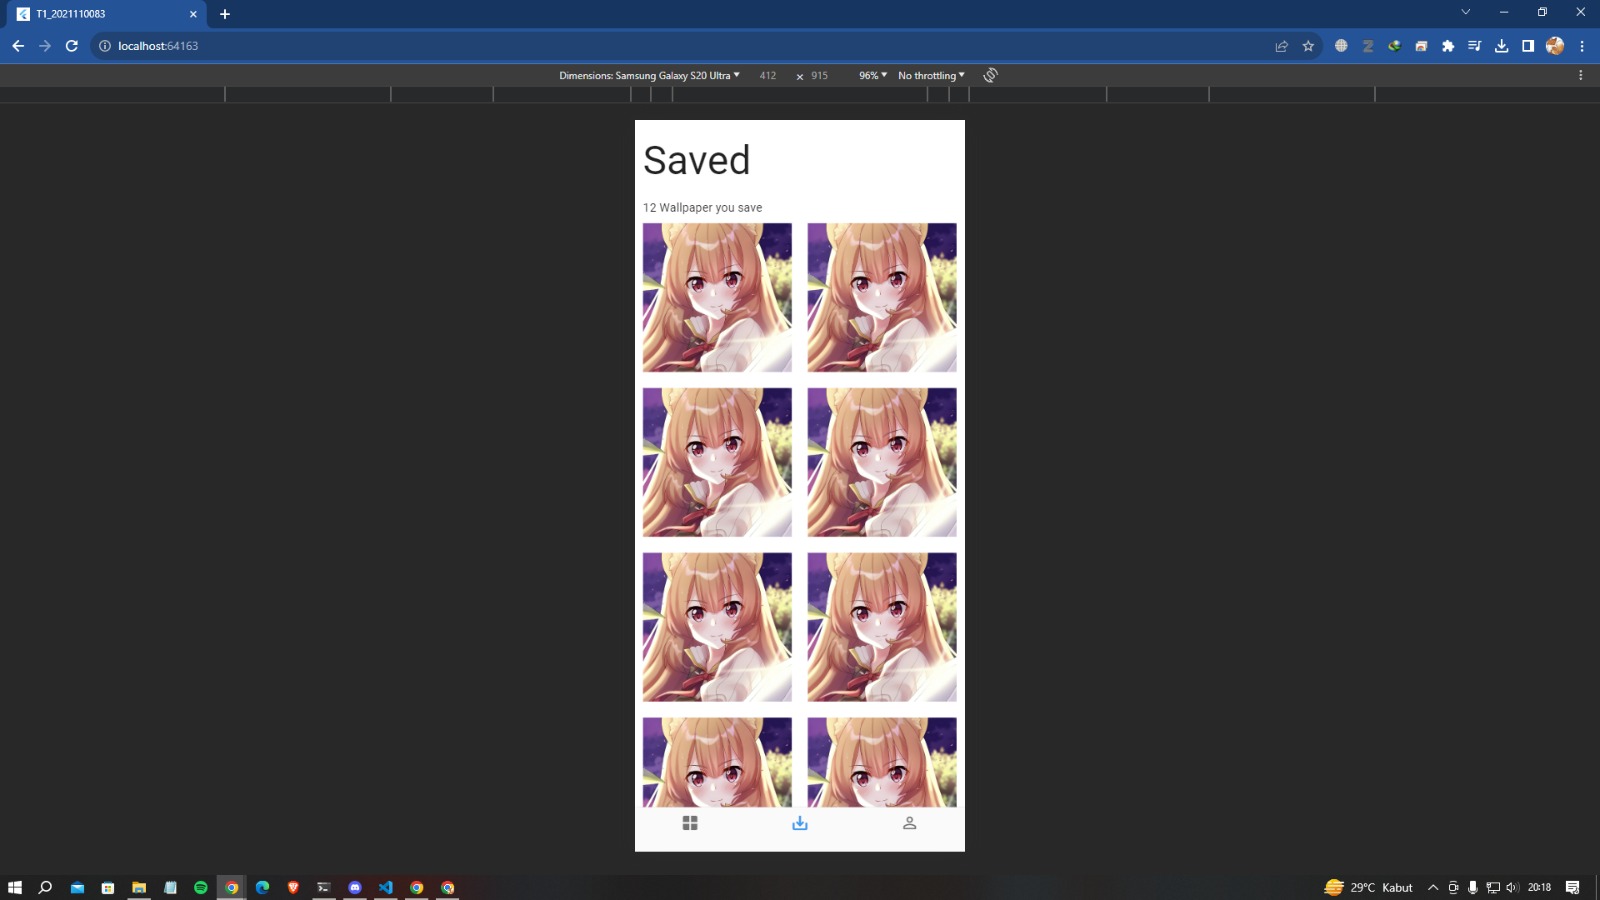 T1_2021110083
localhost:64163
Dimensions: Samsung Galaxy S20 Ultra 412 × 915 96% No throttling
Saved
12 Wallpaper you save
29°C Kabut 20:18